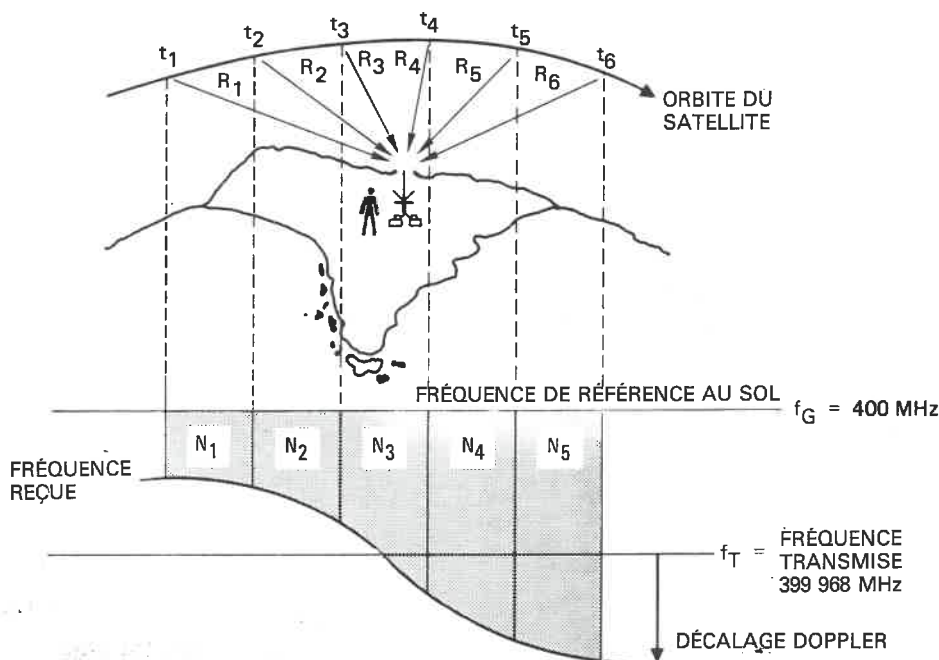 t1 t2 t3 t4 t5 t6
R1 R2 R3 R4 R5 R6
ORBITE DU
SATELLITE
FRÉQUENCE DE RÉFÉRENCE AU SOL
fG = 400 MHz
N1 N2 N3 N4 N5
FRÉQUENCE
REÇUE
fT = FRÉQUENCE
TRANSMISE
399 968 MHz
DÉCALAGE DOPPLER